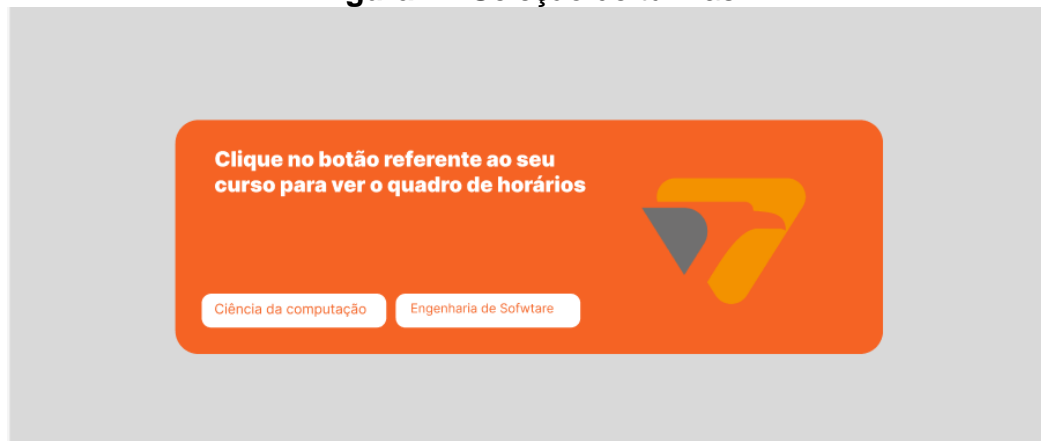 Clique no botão referente ao seu
curso para ver o quadro de horários
Ciência da computação
Engenharia de Sofwtare